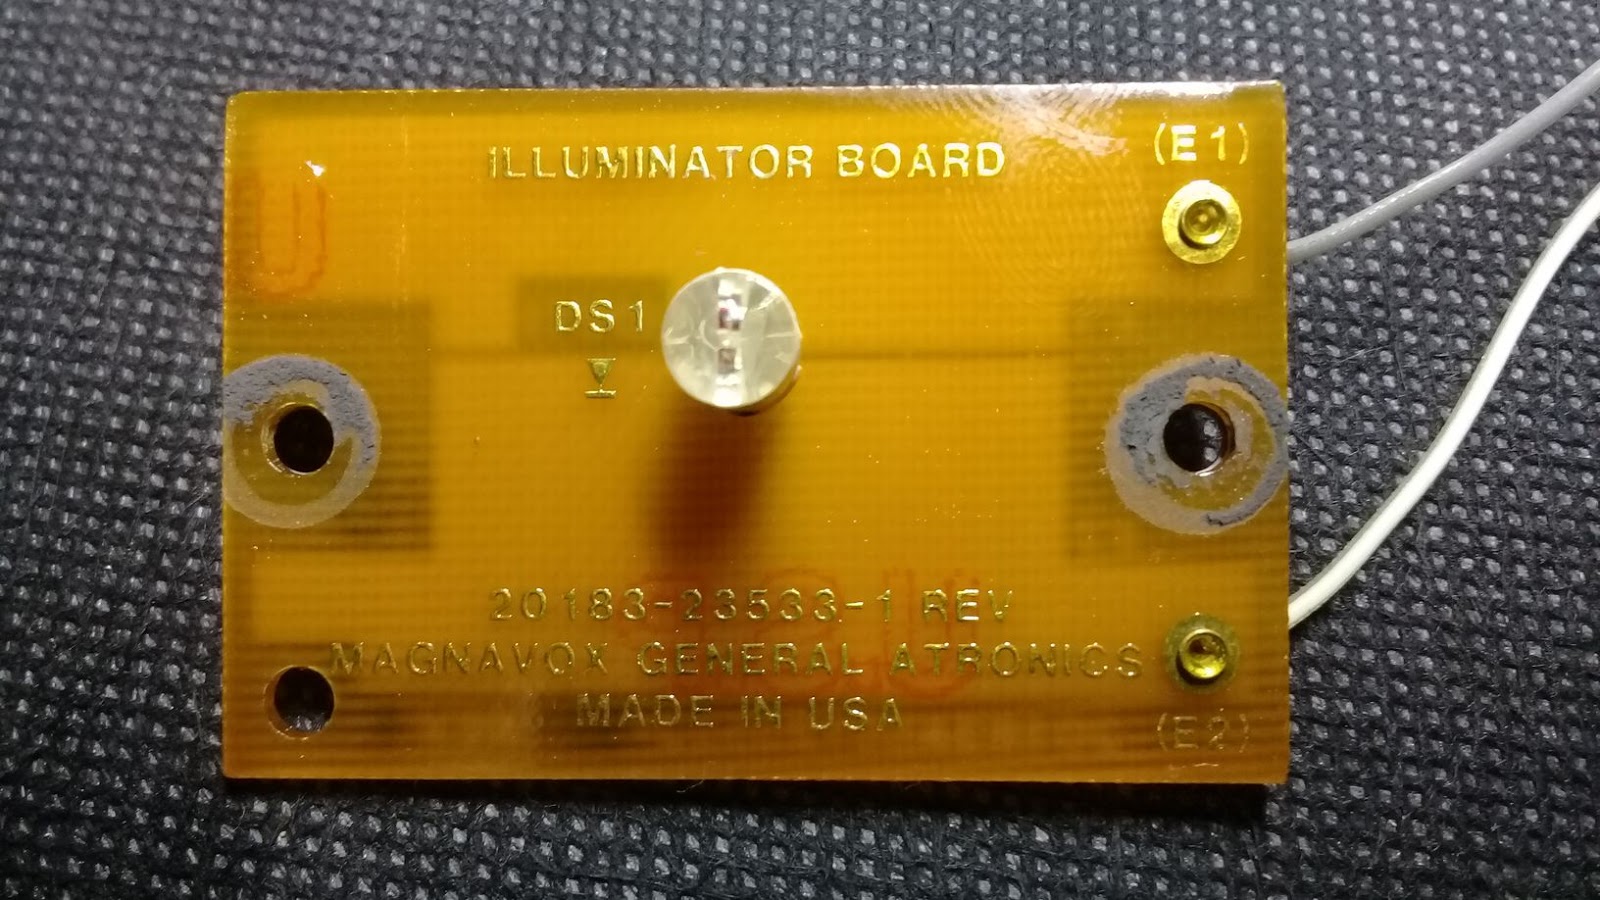 ILLUMINATOR BOARD
(E1)
DS1
20183-23533-1 REV
MAGNAVOX GENERAL ATRONICS
MADE IN USA
(E2)